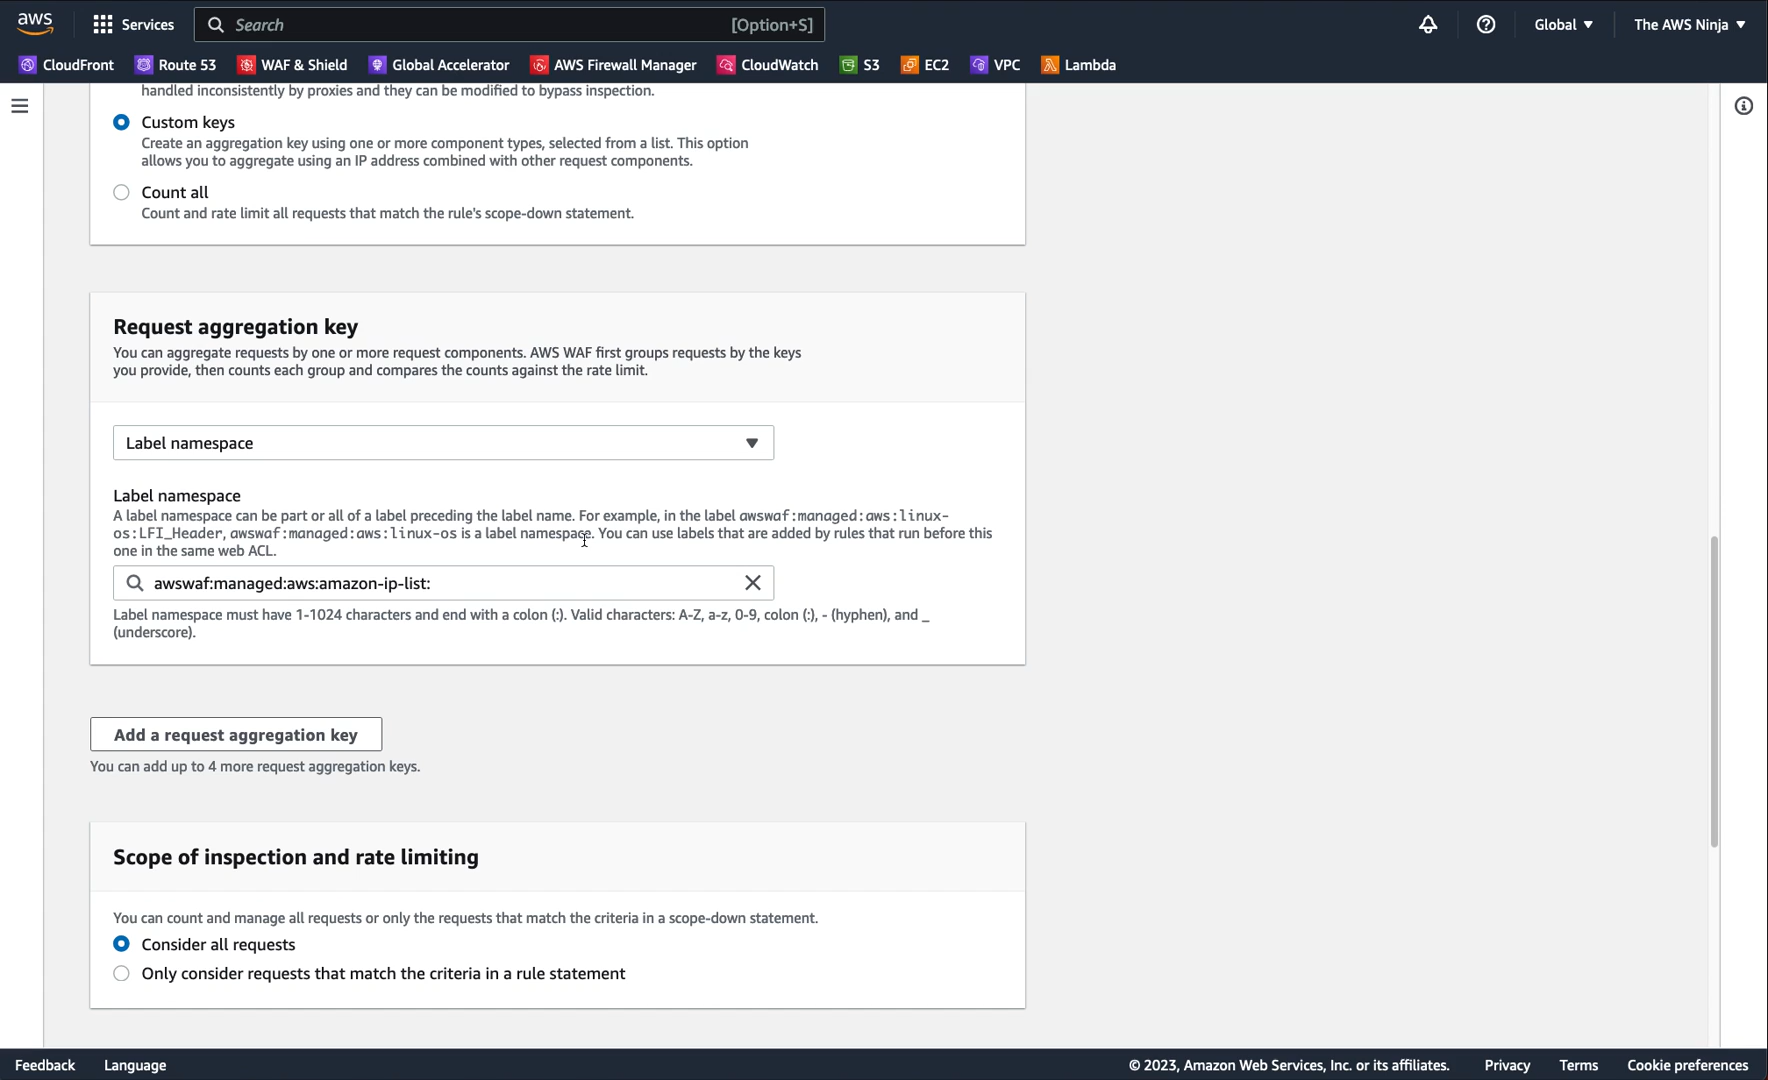 aws
Services
Search
[Option+S]
Global
The AWS Ninja
CloudFront
Route 53
WAF & Shield
Global Accelerator
AWS Firewall Manager
CloudWatch
S3
EC2
VPC
Lambda
handled inconsistently by proxies and they can be modified to bypass inspection.
Custom keys
Create an aggregation key using one or more component types, selected from a list. This option
allows you to aggregate using an IP address combined with other request components.
Count all
Count and rate limit all requests that match the rule's scope-down statement.
Request aggregation key
You can aggregate requests by one or more request components. AWS WAF first groups requests by the keys
you provide, then counts each group and compares the counts against the rate limit.
Label namespace
Label namespace
A label namespace can be part or all of a label preceding the label name. For example, in the label awswaf:managed:aws:linux-
os:LFI_Header, awswaf:managed:aws:linux-os is a label namespace. You can use labels that are added by rules that run before this
one in the same web ACL.
awswaf:managed:aws:amazon-ip-list:
Label namespace must have 1-1024 characters and end with a colon (:). Valid characters: A-Z, a-z, 0-9, colon (:), - (hyphen), and _
(underscore).
Add a request aggregation key
You can add up to 4 more request aggregation keys.
Scope of inspection and rate limiting
You can count and manage all requests or only the requests that match the criteria in a scope-down statement.
Consider all requests
Only consider requests that match the criteria in a rule statement
Feedback
Language
© 2023, Amazon Web Services, Inc. or its affiliates.
Privacy
Terms
Cookie preferences